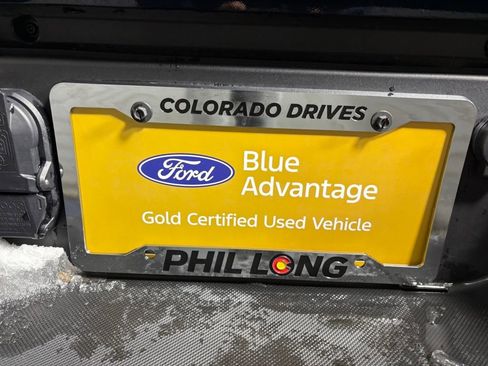 COLORADO DRIVES
Ford
Blue
Advantage
Gold Certified Used Vehicle
PHIL LONG